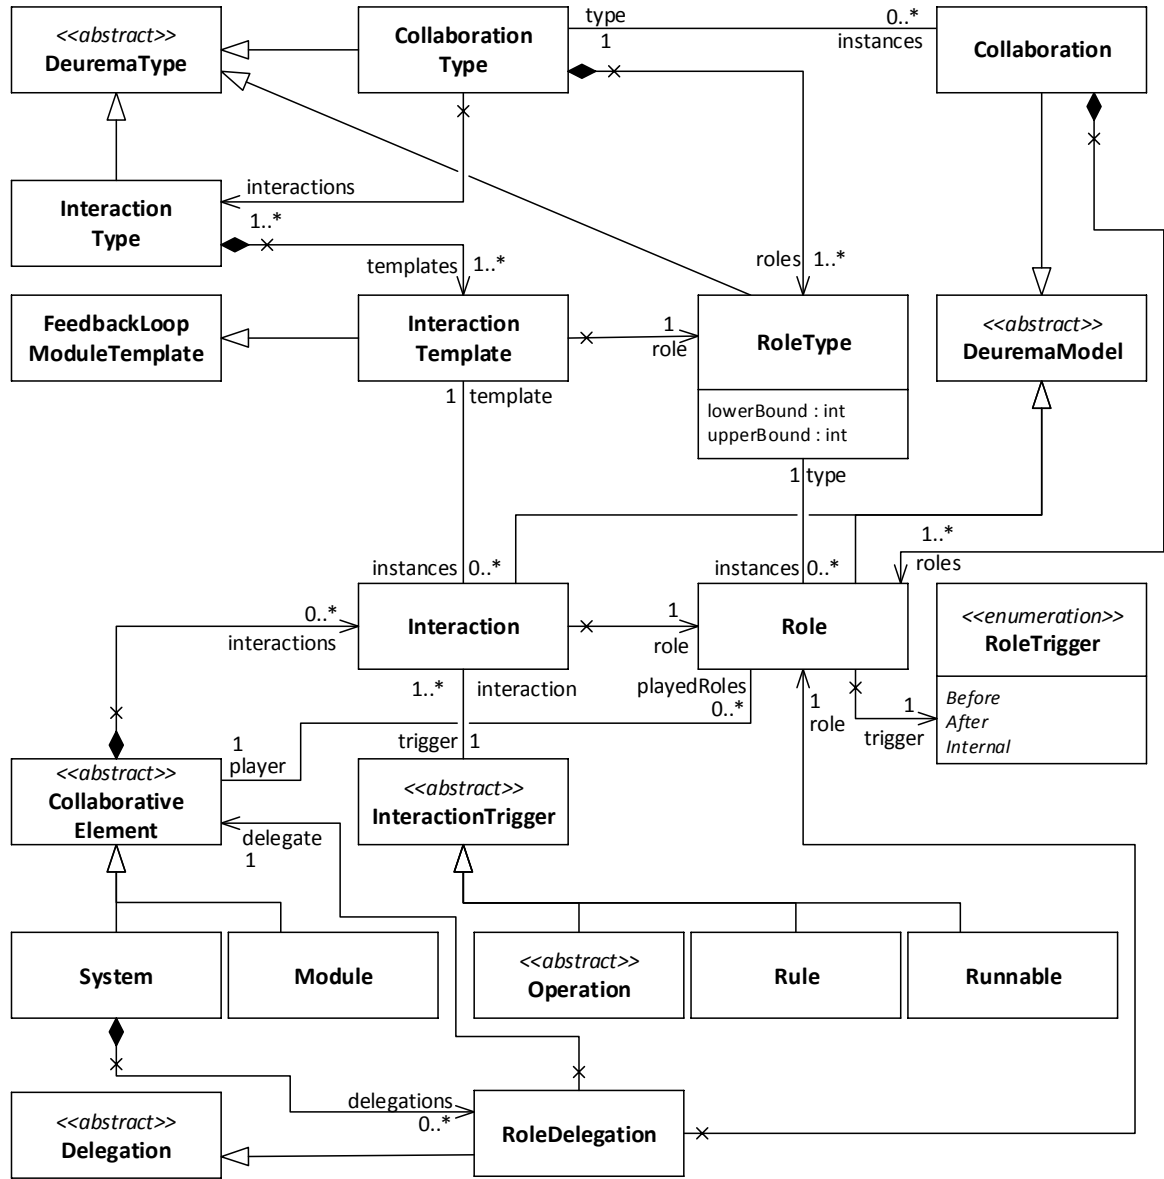 <<abstract>>
DeuremaType
Collaboration
Type
type
1
0..*
instances
Collaboration
Interaction
Type
interactions
1..*
templates
1..*
roles
1..*
FeedbackLoop
ModuleTemplate
Interaction
Template
1
role
RoleType
lowerBound : int
upperBound : int
<<abstract>>
DeuremaModel
1
template
1
type
instances
0..*
instances
0..*
1..*
roles
0..*
interactions
Interaction
1
role
Role
<<enumeration>>
RoleTrigger
Before
After
Internal
1..*
interaction
playedRoles
0..*
1
role
1
trigger
1
player
trigger
1
<<abstract>>
Collaborative
Element
delegate
1
<<abstract>>
InteractionTrigger
System
Module
<<abstract>>
Operation
Rule
Runnable
delegations
0..*
<<abstract>>
Delegation
RoleDelegation